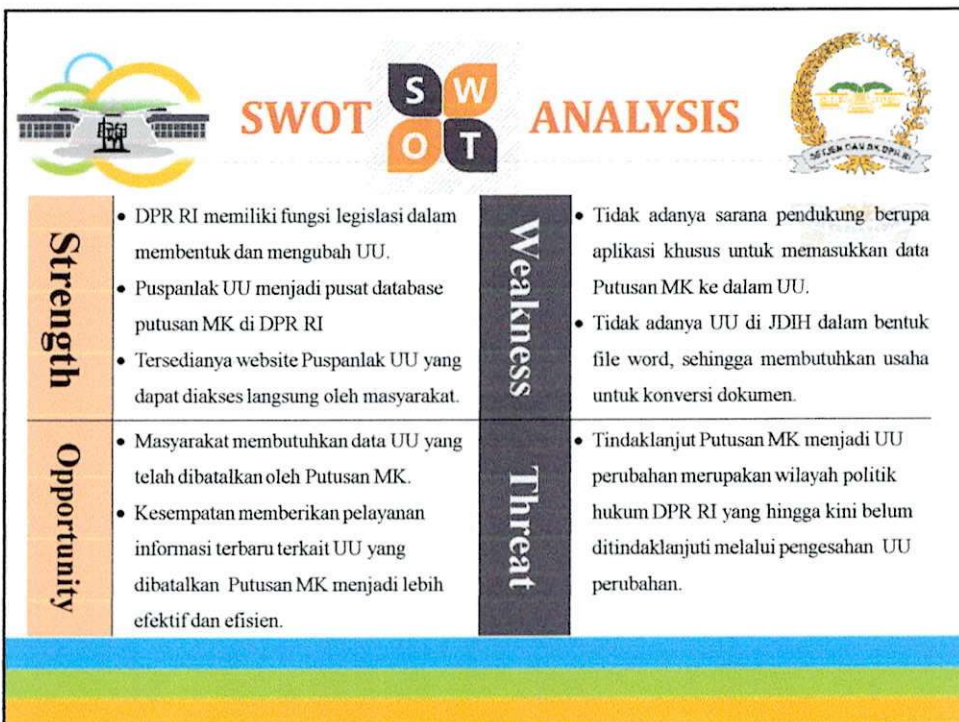 SWOT
S W
O T
ANALYSIS
SETJEN DAN BK DPR RI
Strength
• DPR RI memiliki fungsi legislasi dalam
membentuk dan mengubah UU.
• Puspanlak UU menjadi pusat database
putusan MK di DPR RI
• Tersedianya website Puspanlak UU yang
dapat diakses langsung oleh masyarakat.
Weakness
• Tidak adanya sarana pendukung berupa
aplikasi khusus untuk memasukkan data
Putusan MK ke dalam UU.
• Tidak adanya UU di JDIH dalam bentuk
file word, sehingga membutuhkan usaha
untuk konversi dokumen.
Opportunity
• Masyarakat membutuhkan data UU yang
telah dibatalkan oleh Putusan MK.
• Kesempatan memberikan pelayanan
informasi terbaru terkait UU yang
dibatalkan Putusan MK menjadi lebih
efektif dan efisien.
Threat
• Tindaklanjut Putusan MK menjadi UU
perubahan merupakan wilayah politik
hukum DPR RI yang hingga kini belum
ditindaklanjuti melalui pengesahan UU
perubahan.